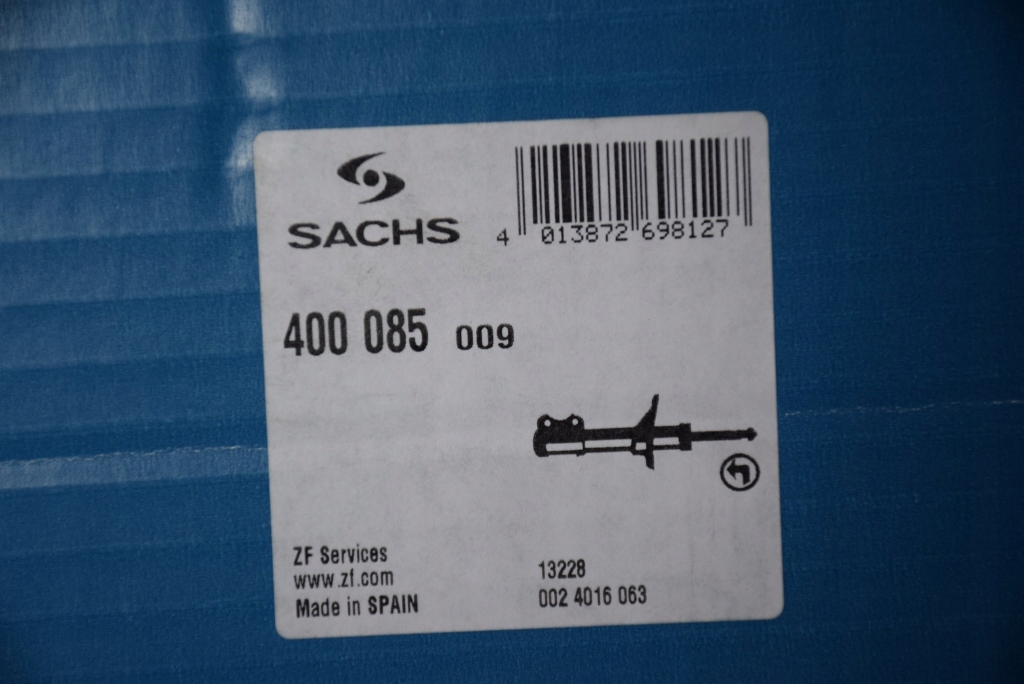 SACHS
4 013872 698127
400 085 009
ZF Services
www.zf.com
Made in SPAIN
13228
002 4016 063